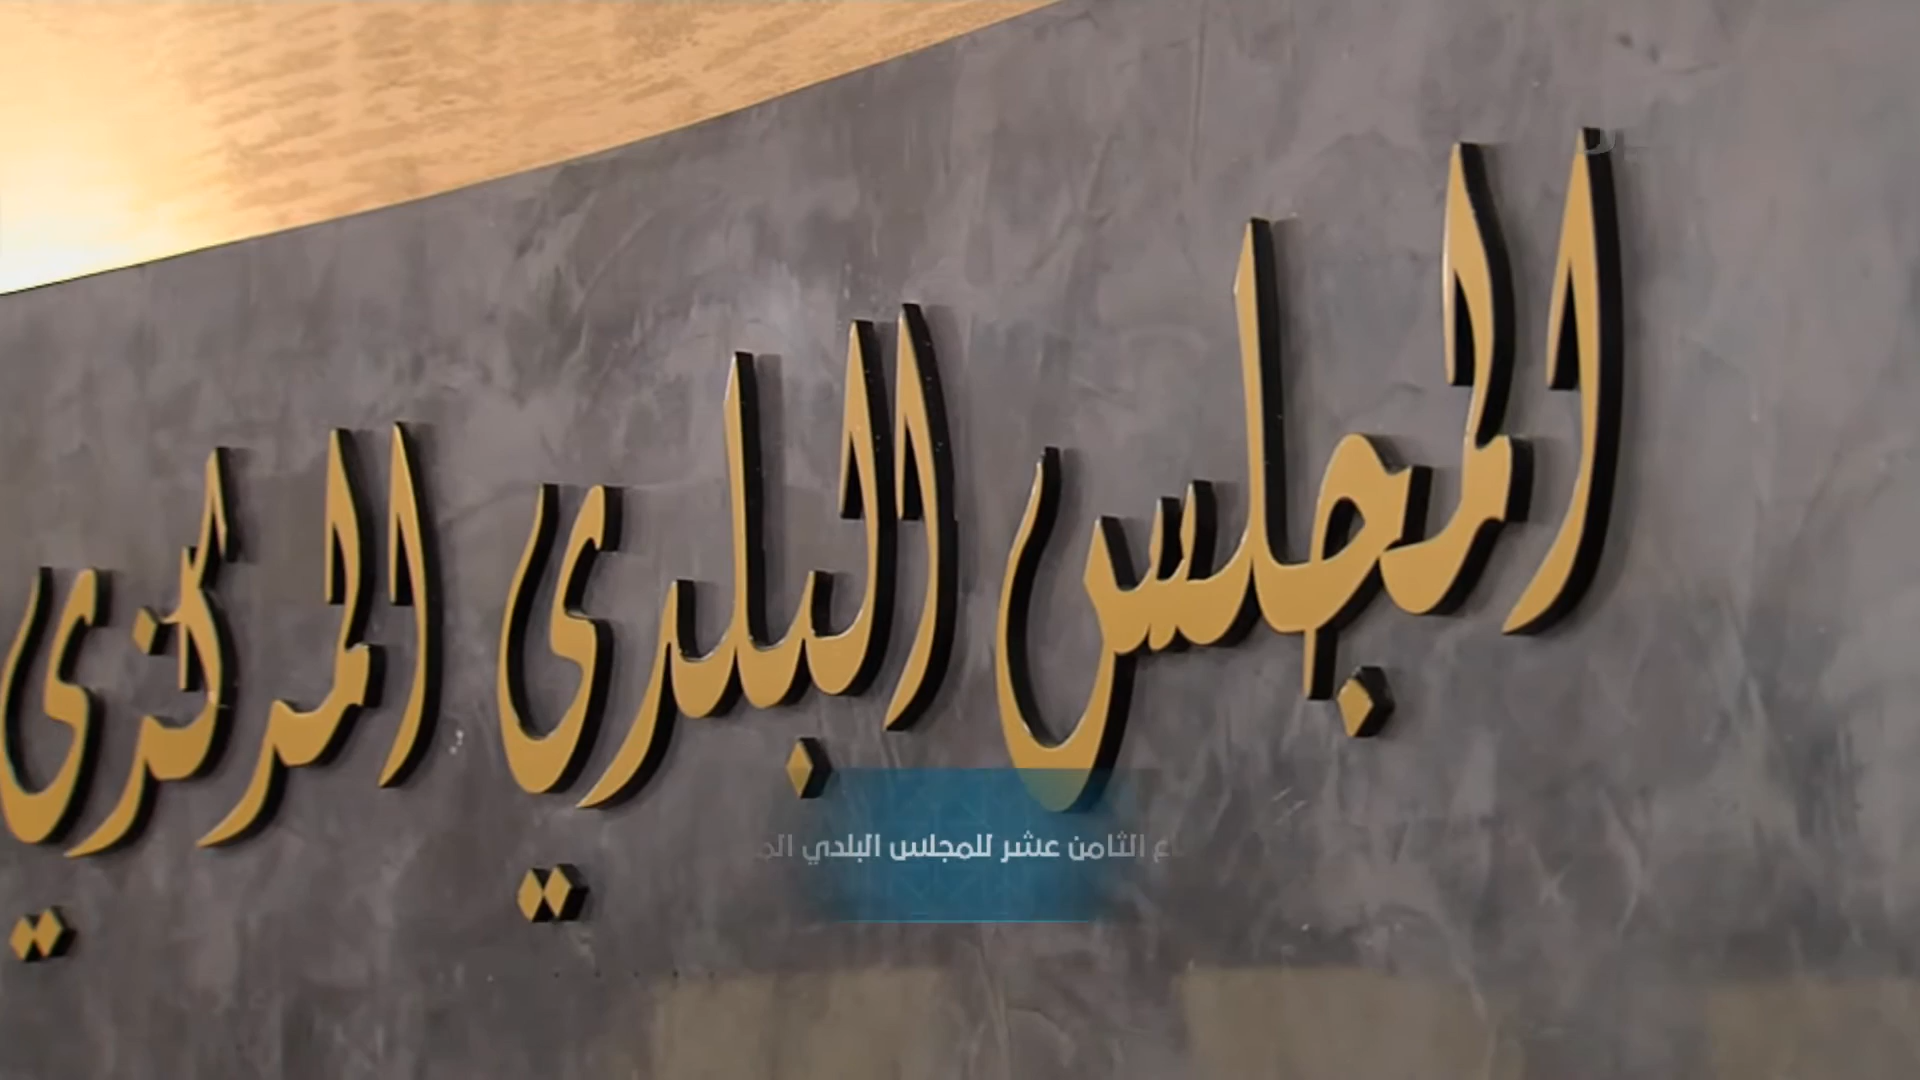 المجلس البلدي المركزي
الثامن عشر للمجلس البلدي